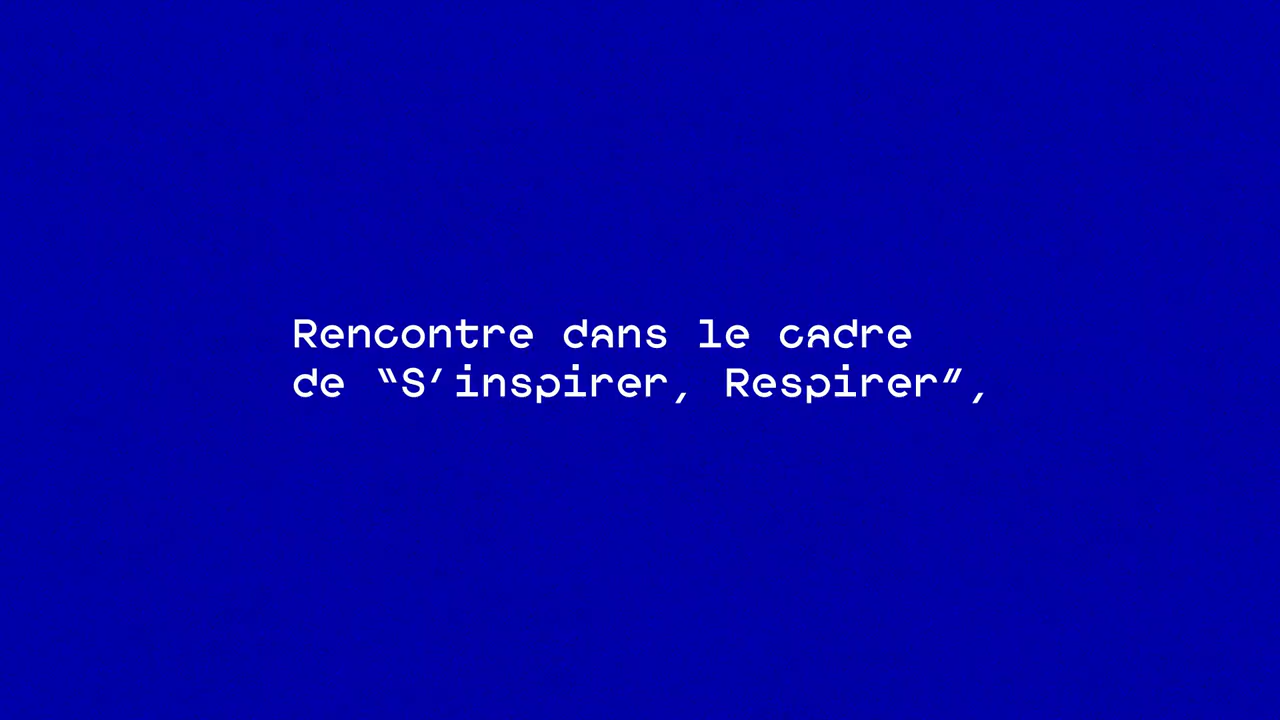 Rencontre dans le cadre
de “S’inspirer, Respirer”,